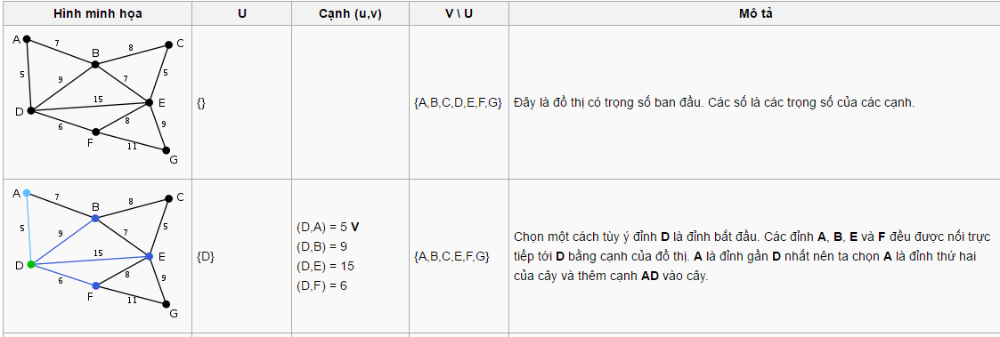 Hình minh họa U Cạnh (u,v) V \ U Mô tả
A 7 B 8 C
5 9 7 5
D 15 E
6 8 9
F 11
G
{} {A,B,C,D,E,F,G} Đây là đồ thị có trọng số ban đầu. Các số là các trọng số của các cạnh.
A 7 B 8 C
5 9 7 5
D 15 E
6 8 9
F 11
G
{D}
(D,A) = 5 V
(D,B) = 9
(D,E) = 15
(D,F) = 6
{A,B,C,E,F,G}
Chọn một cách tùy ý đỉnh D là đỉnh bắt đầu. Các đỉnh A, B, E và F đều được nối trực
tiếp tới D bằng cạnh của đồ thị. A là đỉnh gần D nhất nên ta chọn A là đỉnh thứ hai
của cây và thêm cạnh AD vào cây.